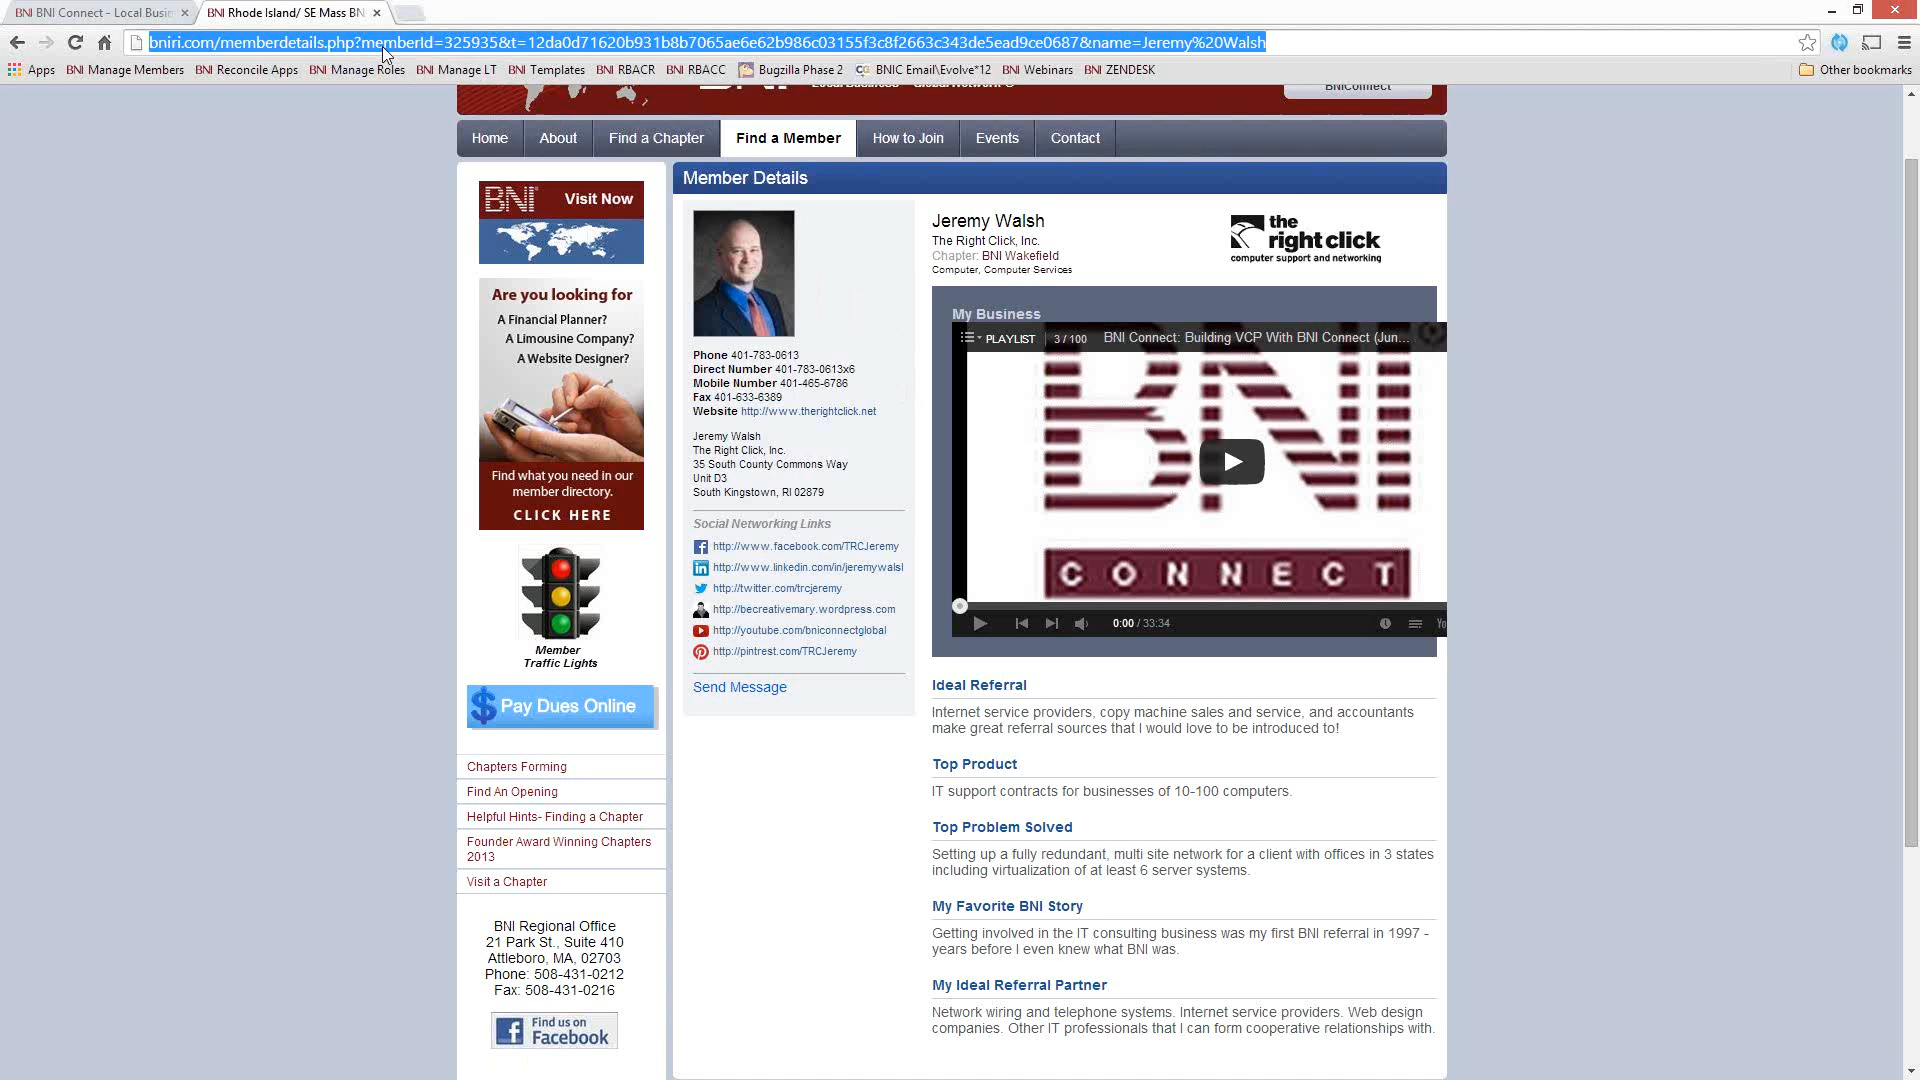 BNI BNI Connect - Local Busin
BNI Rhode Island/ SE Mass BN
bniri.com/memberdetails.php?memberId=325935&t=12da0d71620b931b8b7065ae6e62b986c03155f3c8f2663c343de5ead9ce0687&name=Jeremy%20Walsh
Apps BNI Manage Members BNI Reconcile Apps BNI Manage Roles BNI Manage LT BNI Templates BNI RBACR BNI RBACC Bugzilla Phase 2 BNIC Email\Evolve*12 BNI Webinars BNI ZENDESK Other bookmarks
BNIConnect
Home About Find a Chapter Find a Member How to Join Events Contact
BNI Visit Now
Are you looking for
A Financial Planner?
A Limousine Company?
A Website Designer?
Find what you need in our
member directory.
CLICK HERE
Member
Traffic Lights
$ Pay Dues Online
Chapters Forming
Find An Opening
Helpful Hints- Finding a Chapter
Founder Award Winning Chapters
2013
Visit a Chapter
BNI Regional Office
21 Park St., Suite 410
Attleboro, MA, 02703
Phone: 508-431-0212
Fax: 508-431-0216
Find us on
Facebook
Member Details
Phone 401-783-0613
Direct Number 401-783-0613x6
Mobile Number 401-465-6786
Fax 401-633-6389
Website http://www.therightclick.net
Jeremy Walsh
The Right Click, Inc.
35 South County Commons Way
Unit D3
South Kingstown, RI 02879
Social Networking Links
http://www.facebook.com/TRCJeremy
http://www.linkedin.com/in/jeremywalsl
http://twitter.com/trcjeremy
http://becreativemary.wordpress.com
http://youtube.com/bniconnectglobal
http://pintrest.com/TRCJeremy
Send Message
Jeremy Walsh
The Right Click, Inc.
Chapter: BNI Wakefield
Computer, Computer Services
the
right click
computer support and networking
My Business
PLAYLIST 3 / 100 BNI Connect: Building VCP With BNI Connect (Jun...
BNI
CONNECT
0:00 / 33:34
Ideal Referral
Internet service providers, copy machine sales and service, and accountants
make great referral sources that I would love to be introduced to!
Top Product
IT support contracts for businesses of 10-100 computers.
Top Problem Solved
Setting up a fully redundant, multi site network for a client with offices in 3 states
including virtualization of at least 6 server systems.
My Favorite BNI Story
Getting involved in the IT consulting business was my first BNI referral in 1997 -
years before I even knew what BNI was.
My Ideal Referral Partner
Network wiring and telephone systems. Internet service providers. Web design
companies. Other IT professionals that I can form cooperative relationships with.